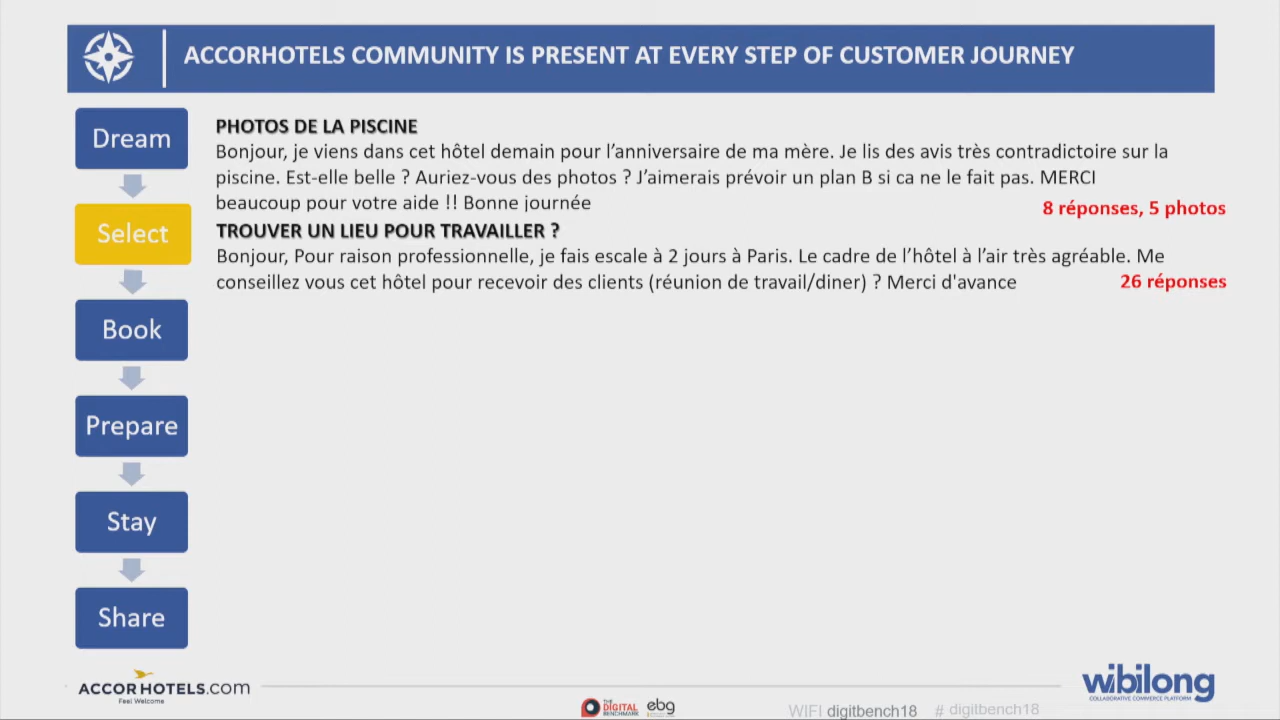 ACCORHOTELS COMMUNITY IS PRESENT AT EVERY STEP OF CUSTOMER JOURNEY
Dream
Select
Book
Prepare
Stay
Share
PHOTOS DE LA PISCINE
Bonjour, je viens dans cet hôtel demain pour l’anniversaire de ma mère. Je lis des avis très contradictoire sur la
piscine. Est-elle belle ? Auriez-vous des photos ? J’aimerais prévoir un plan B si ca ne le fait pas. MERCI
beaucoup pour votre aide !! Bonne journée
8 réponses, 5 photos
TROUVER UN LIEU POUR TRAVAILLER ?
Bonjour, Pour raison professionnelle, je fais escale à 2 jours à Paris. Le cadre de l’hôtel à l’air très agréable. Me
conseillez vous cet hôtel pour recevoir des clients (réunion de travail/diner) ? Merci d'avance
26 réponses
ACCORHOTELS.com
Feel Welcome
THE
DIGITAL
BENCHMARK
ebg
WIFI digitbench18 # digitbench18
wibilong
COLLABORATIVE COMMERCE PLATFORM